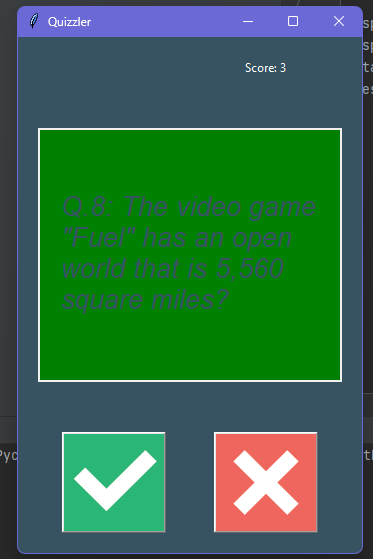 Quizzler
Score: 3
Q.8: The video game
"Fuel" has an open
world that is 5,560
square miles?